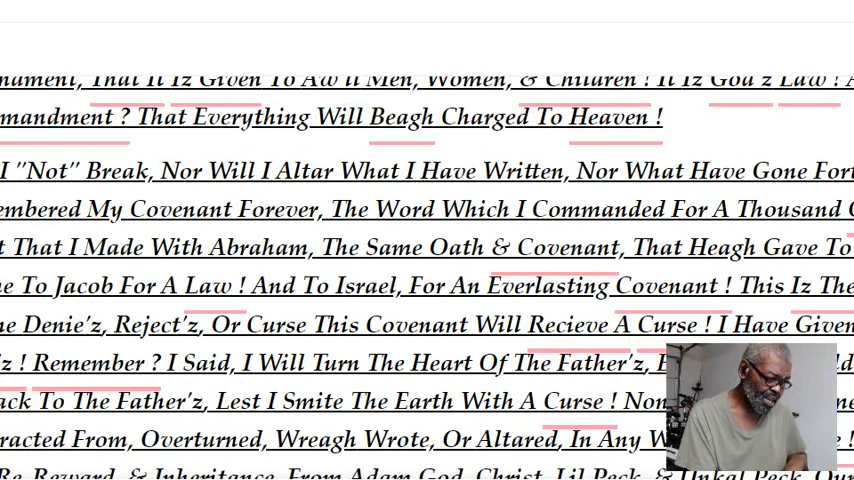 That It Iz Given To Aw'll Men, Women, & Children ! It Iz God'z Law !
mandment ? That Everything Will Beagh Charged To Heaven !
I "Not" Break, Nor Will I Altar What I Have Written, Nor What Have Gone Fort
embered My Covenant Forever, The Word Which I Commanded For A Thousand
t That I Made With Abraham, The Same Oath & Covenant, That Heagh Gave To
e To Jacob For A Law ! And To Israel, For An Everlasting Covenant ! This Iz The
ne Denie'z, Reject'z, Or Curse This Covenant Will Recieve A Curse ! I Have Given
'z ! Remember ? I Said, I Will Turn The Heart Of The Father'z,
ack To The Father'z, Lest I Smite The Earth With A Curse !
racted From, Overturned, Wreagh Wrote, Or Altared, In Any
Re Reward, & Inheritance, From Adam God, Christ, Lil Peck, & Unkal Peck, Our